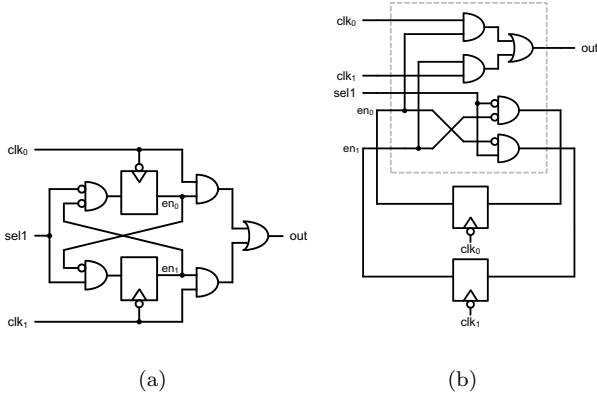 clk₀
sel1
clk₁
en₀
en₁
out
(a)
clk₀
clk₁
sel1
en₀
en₁
out
clk₀
clk₁
(b)